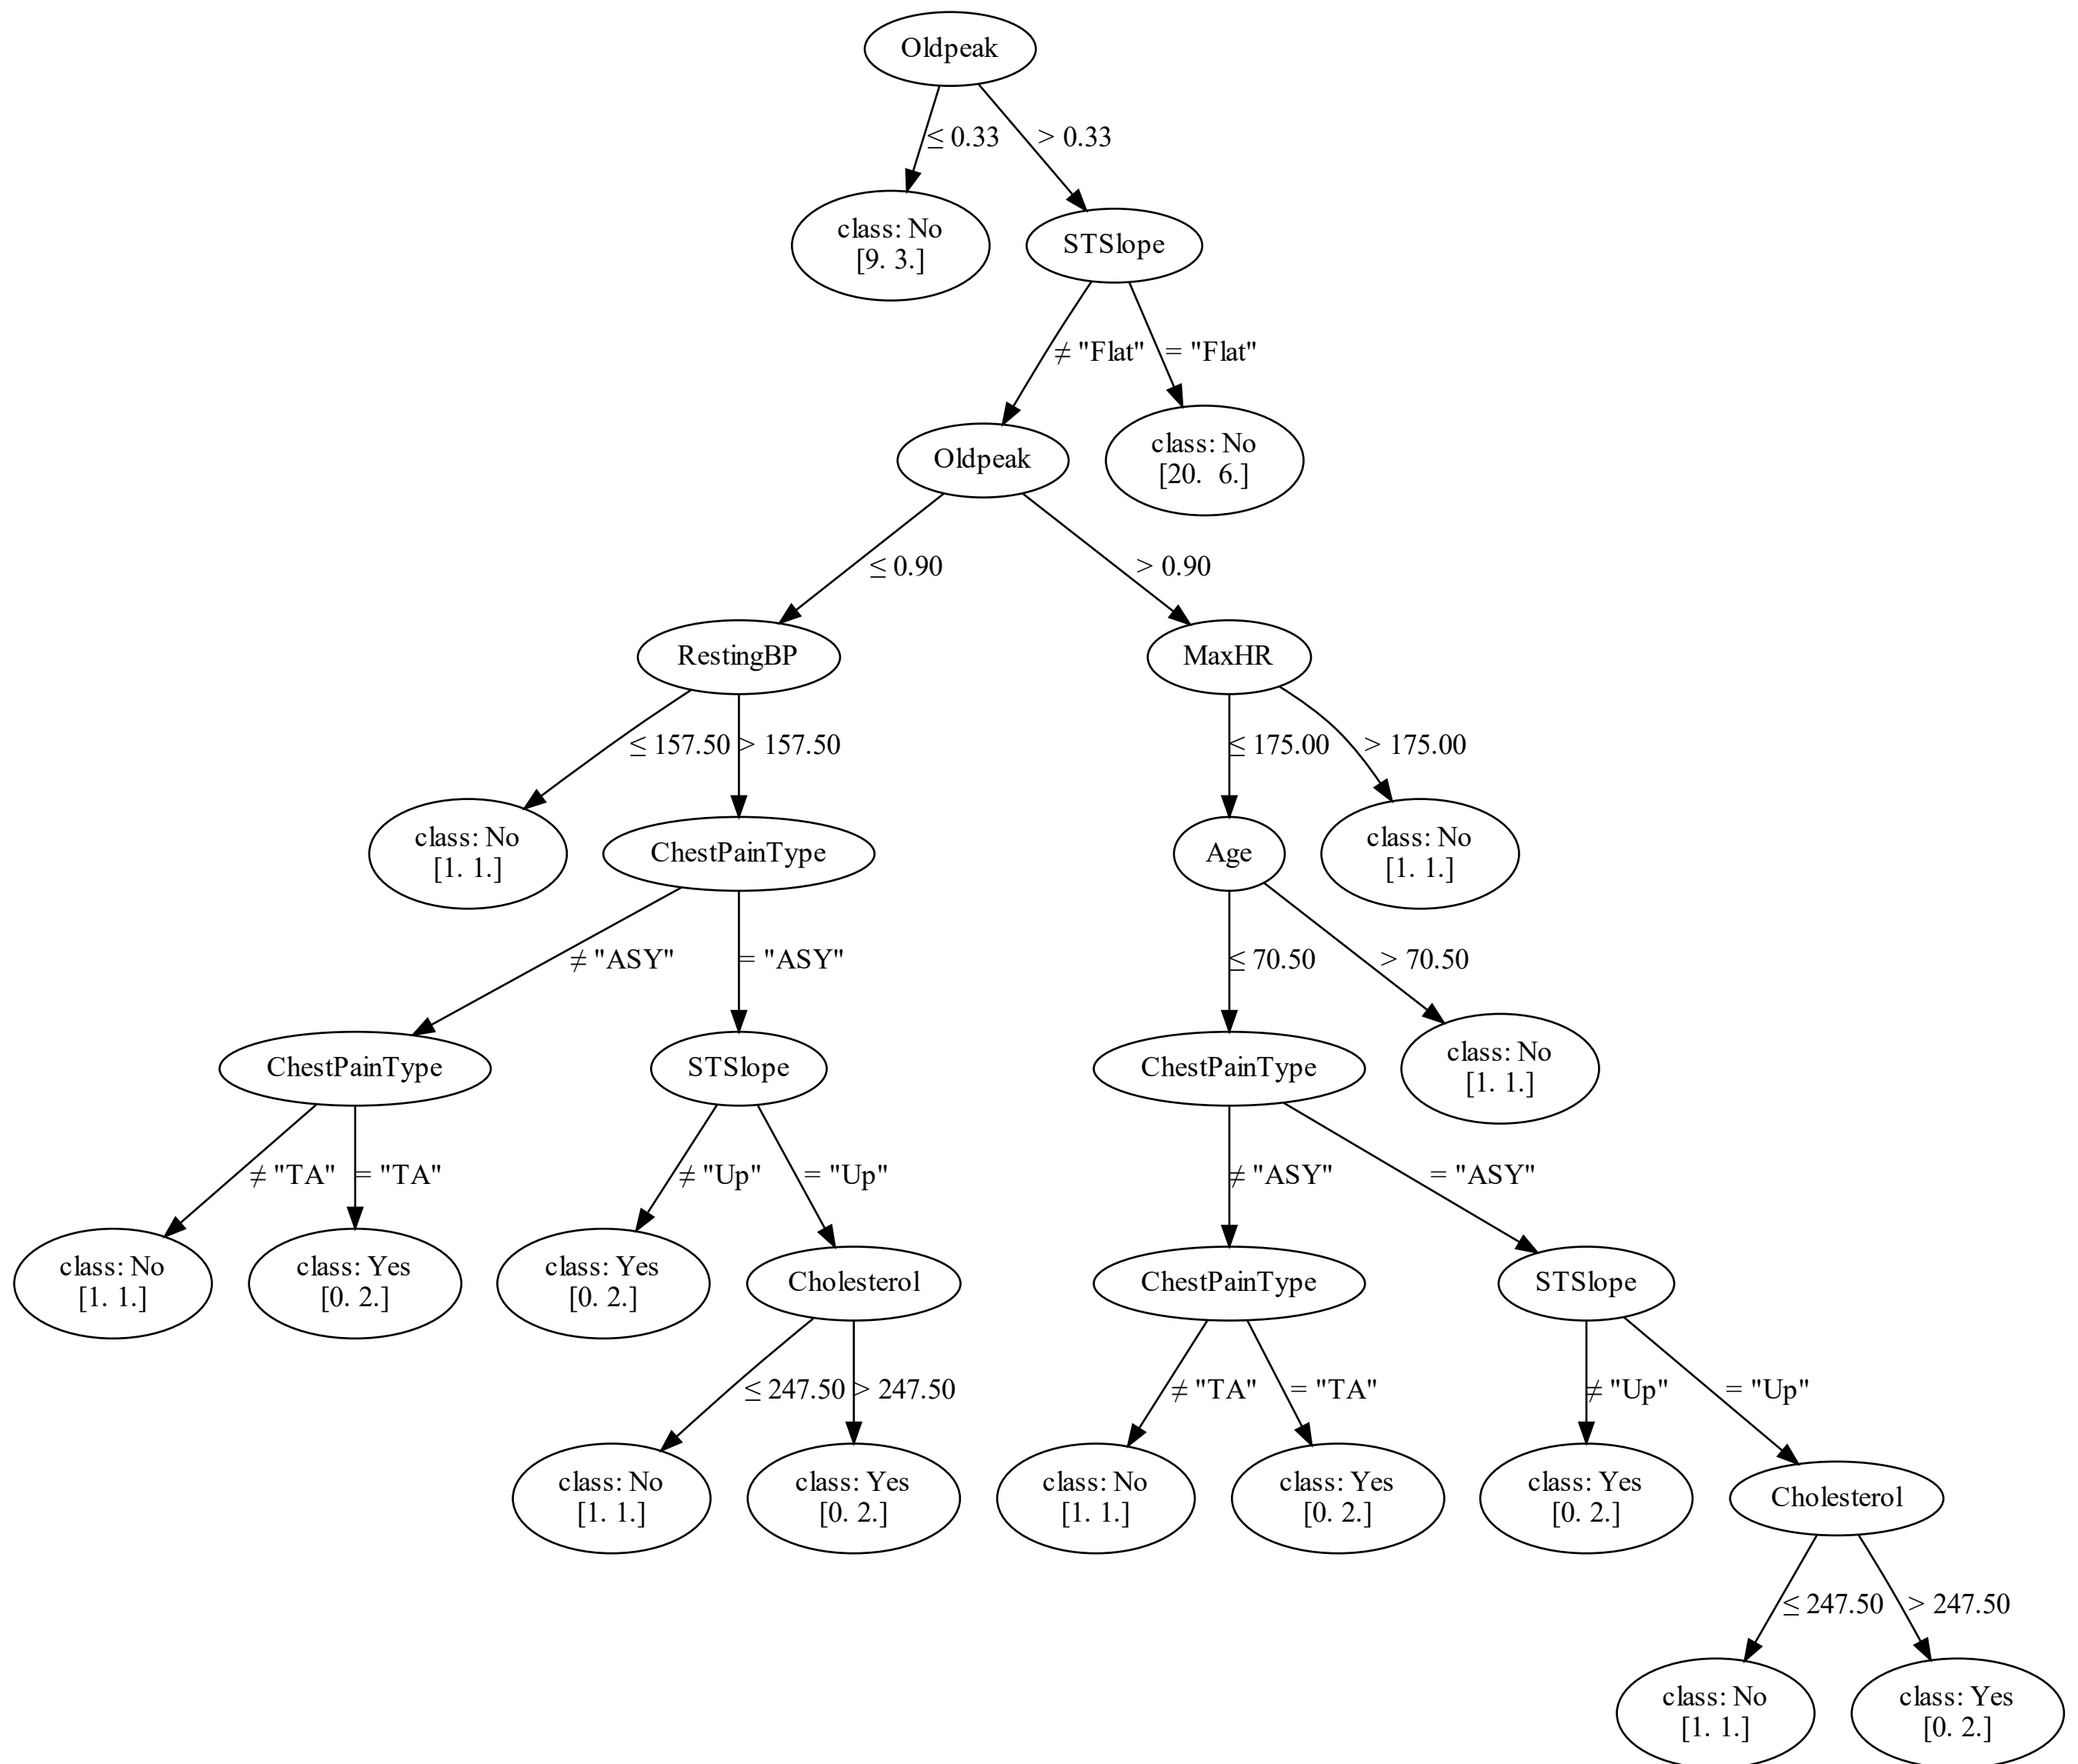 Oldpeak
≤ 0.33
> 0.33
class: No
[9. 3.]
STSlope
≠ "Flat"
= "Flat"
Oldpeak
class: No
[20.  6.]
≤ 0.90
> 0.90
RestingBP
MaxHR
≤ 157.50
> 157.50
≤ 175.00
> 175.00
class: No
[1. 1.]
ChestPainType
Age
class: No
[1. 1.]
≠ "ASY"
= "ASY"
≤ 70.50
> 70.50
ChestPainType
STSlope
ChestPainType
class: No
[1. 1.]
≠ "TA"
= "TA"
≠ "Up"
= "Up"
≠ "ASY"
= "ASY"
class: No
[1. 1.]
class: Yes
[0. 2.]
class: Yes
[0. 2.]
Cholesterol
ChestPainType
STSlope
≤ 247.50
> 247.50
≠ "TA"
= "TA"
≠ "Up"
= "Up"
class: No
[1. 1.]
class: Yes
[0. 2.]
class: No
[1. 1.]
class: Yes
[0. 2.]
class: Yes
[0. 2.]
Cholesterol
≤ 247.50
> 247.50
class: No
[1. 1.]
class: Yes
[0. 2.]